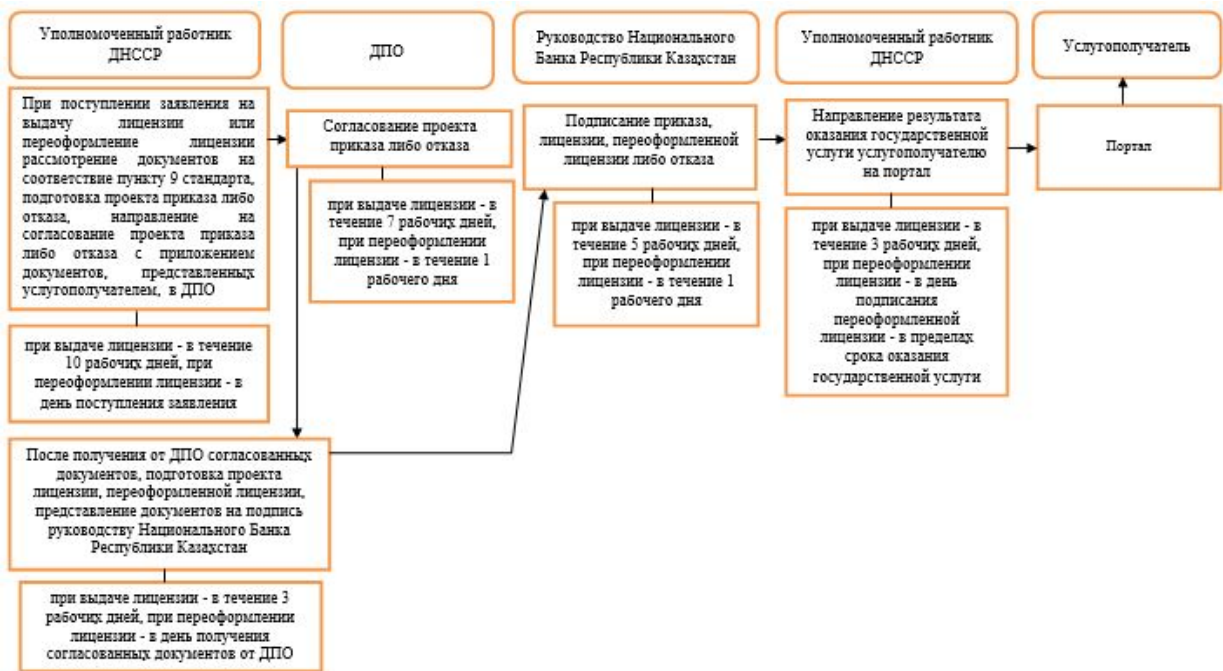 Уполномоченный работник
ДНССР
ДПО
Руководство Национального
Банка Республики Казахстан
Уполномоченный работник
ДНССР
Услугополучатель
При поступлении заявления на
выдачу лицензии или
переоформление лицензии
рассмотрение документов на
соответствие пункту 9 стандарта,
подготовка проекта приказа либо
отказа, направление на
согласование проекта приказа
либо отказа с приложением
документов, представленных
услугополучателем, в ДПО
при выдаче лицензии - в течение
10 рабочих дней, при
переоформлении лицензии - в
день поступления заявления
Согласование проекта
приказа либо отказа
при выдаче лицензии - в
течение 7 рабочих дней,
при переоформлении
лицензии - в течение 1
рабочего дня
Подписание приказа,
лицензии, переоформленной
лицензии либо отказа
при выдаче лицензии - в
течение 5 рабочих дней,
при переоформлении
лицензии - в течение 1
рабочего дня
Направление результата
оказания государственной
услуги услугополучателю
на портал
при выдаче лицензии - в
течение 3 рабочих дней,
при переоформлении
лицензии - в день
подписания
переоформленной
лицензии - в пределах
срока оказания
государственной услуги
Портал
После получения от ДПО согласованных
документов, подготовка проекта
лицензии, переоформленной лицензии,
представление документов на подпись
руководству Национального Банка
Республики Казахстан
при выдаче лицензии - в течение 3
рабочих дней, при переоформлении
лицензии - в день получения
согласованных документов от ДПО